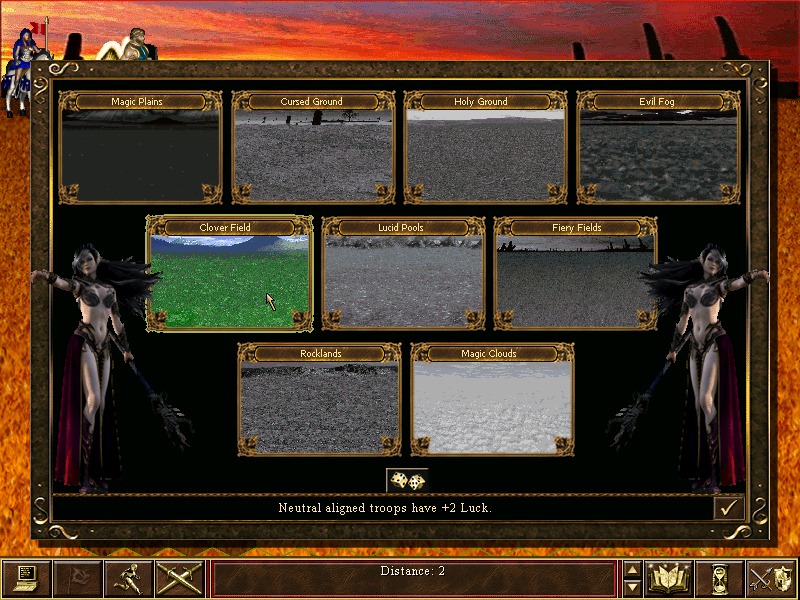 Magic Plains
Cursed Ground
Holy Ground
Evil Fog
Clover Field
Lucid Pools
Fiery Fields
Rocklands
Magic Clouds
Neutral aligned troops have +2 Luck.
Distance: 2